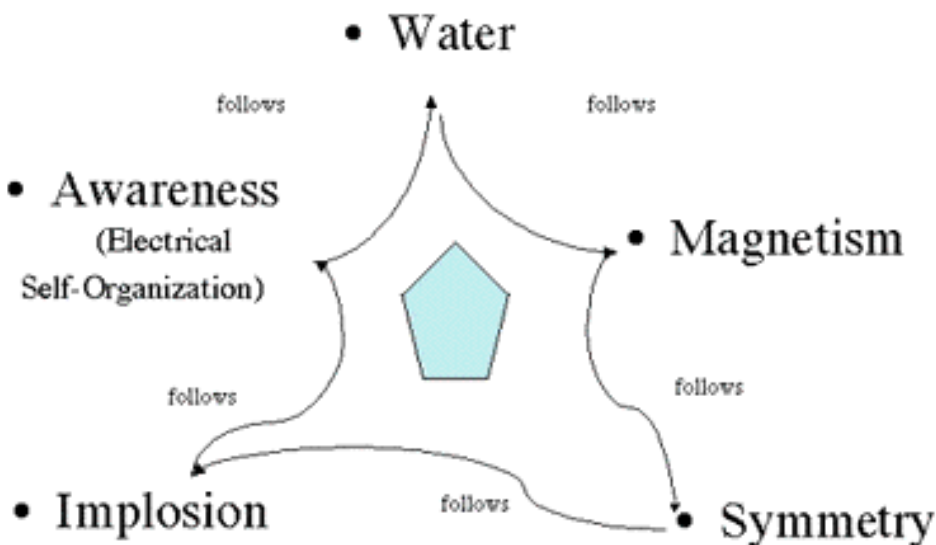 • Water
follows
follows
• Awareness
(Electrical
Self-Organization)
• Magnetism
follows
follows
• Implosion
follows
• Symmetry